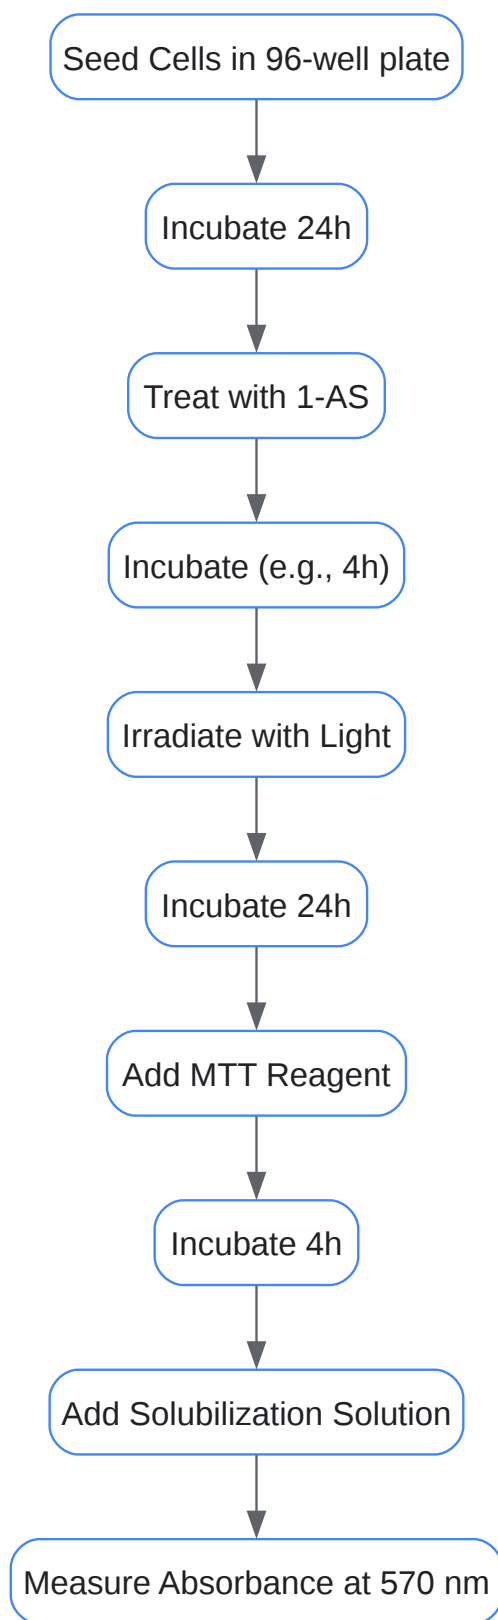 Seed Cells in 96-well plate
Incubate 24h
Treat with 1-AS
Incubate (e.g., 4h)
Irradiate with Light
Incubate 24h
Add MTT Reagent
Incubate 4h
Add Solubilization Solution
Measure Absorbance at 570 nm